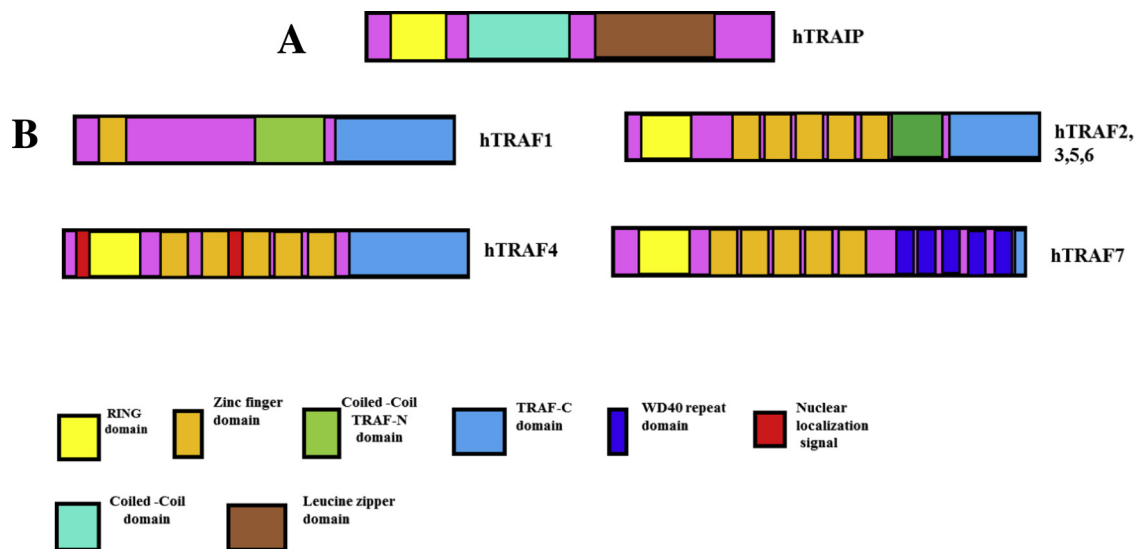 A
hTRAIP
B
hTRAF1
hTRAF2,
3,5,6
hTRAF4
hTRAF7
RING
domain
Zinc finger
domain
Coiled -Coil
TRAF-N
domain
TRAF-C
domain
WD40 repeat
domain
Nuclear
localization
signal
Coiled -Coil
domain
Leucine zipper
domain